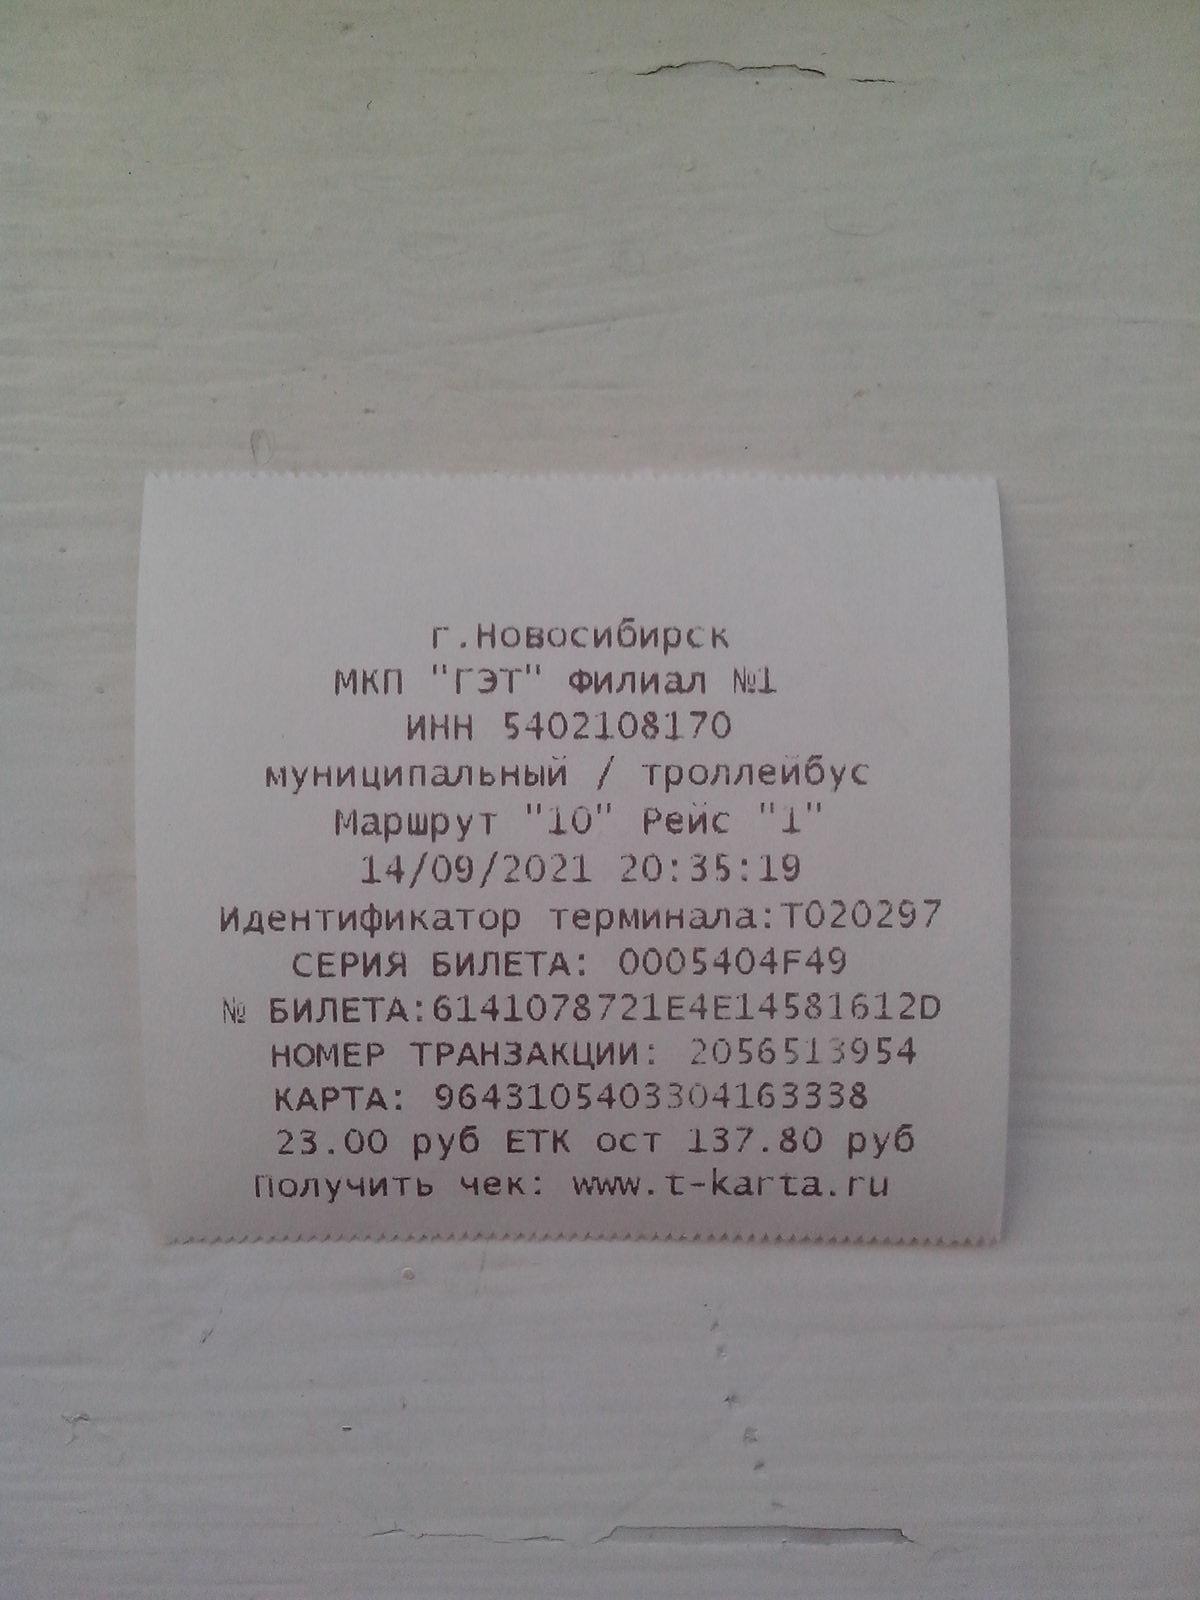 г.Новосибирск
МКП "ГЭТ" Филиал №1
ИНН 5402108170
муниципальный / троллейбус
Маршрут "10" Рейс "1"
14/09/2021 20:35:19
Идентификатор терминала:Т020297
СЕРИЯ БИЛЕТА: 0005404F49
№ БИЛЕТА:6141078721E4E14581612D
НОМЕР ТРАНЗАКЦИИ: 2056513954
КАРТА: 9643105403304163338
23.00 руб ЕТК ост 137.80 руб
Получить чек: www.t-karta.ru